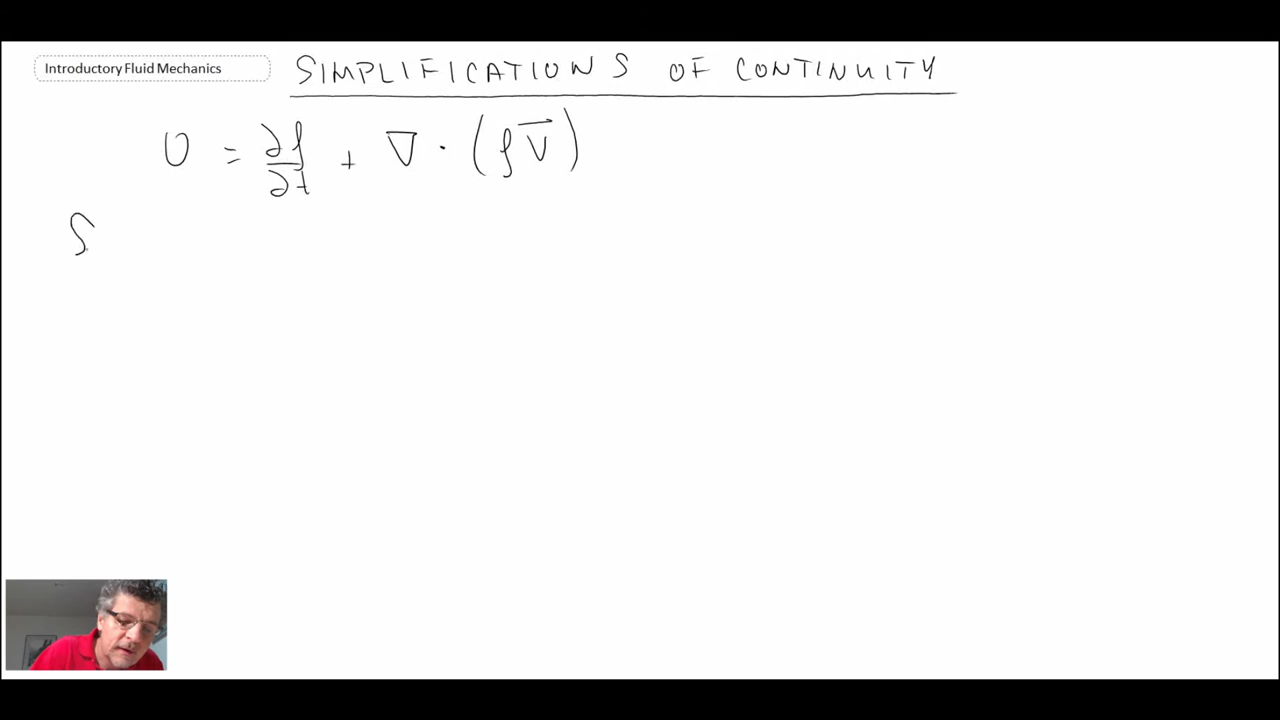 Introductory Fluid Mechanics
SIMPLIFICATIONS OF CONTINUITY
0 = ∂ρ/∂t + ∇ · (ρV⃗)
S